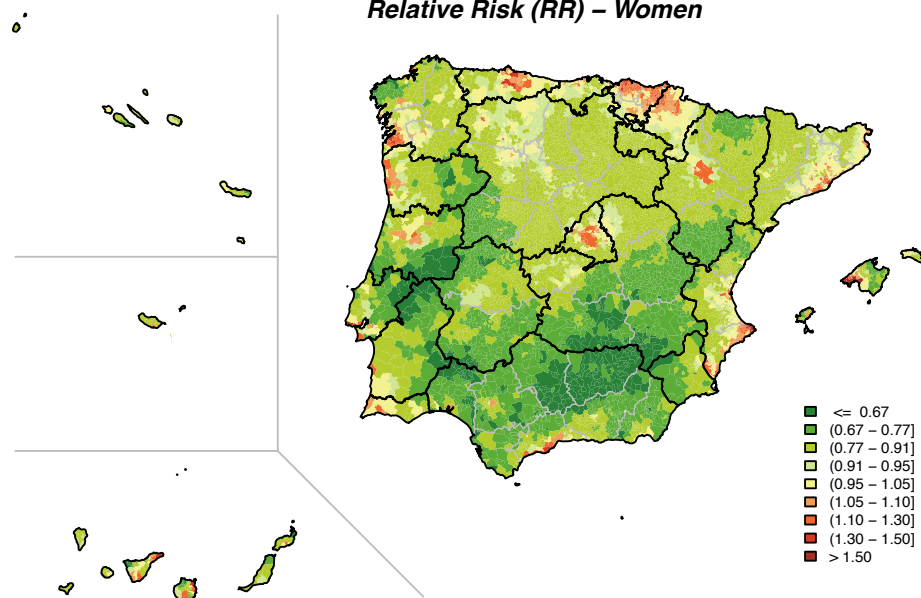 Relative Risk (RR) – Women
<= 0.67
(0.67 – 0.77]
(0.77 – 0.91]
(0.91 – 0.95]
(0.95 – 1.05]
(1.05 – 1.10]
(1.10 – 1.30]
(1.30 – 1.50]
> 1.50